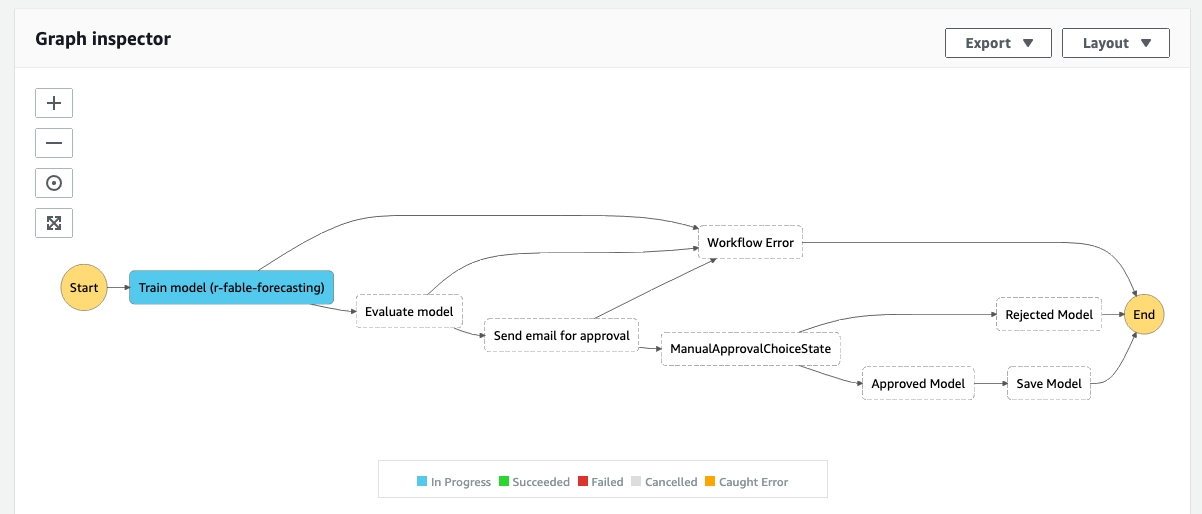 Graph inspector
Export
Layout
Workflow Error
Start
Train model (r-fable-forecasting)
Evaluate model
Send email for approval
ManualApprovalChoiceState
Rejected Model
End
Approved Model
Save Model
In Progress
Succeeded
Failed
Cancelled
Caught Error